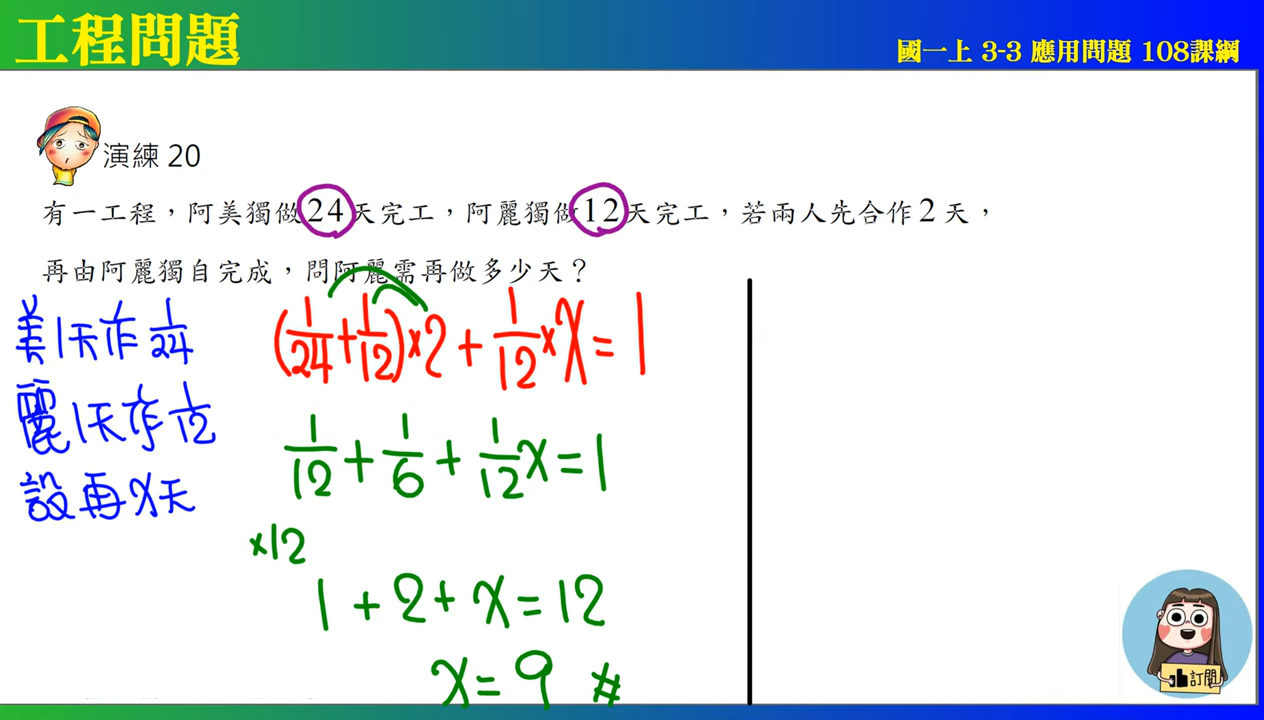 工程問題
國一上 3-3 應用問題 108課綱
演練 20
有一工程，阿美獨做24天完工，阿麗獨做12天完工，若兩人先合作2天，
再由阿麗獨自完成，問阿麗需再做多少天？
美1天作 1/24
麗1天作 1/12
設再x天
(1/24+1/12)×2+1/12×x=1
1/12+1/6+1/12x=1
×12
1+2+x=12
x=9 #
訂閱